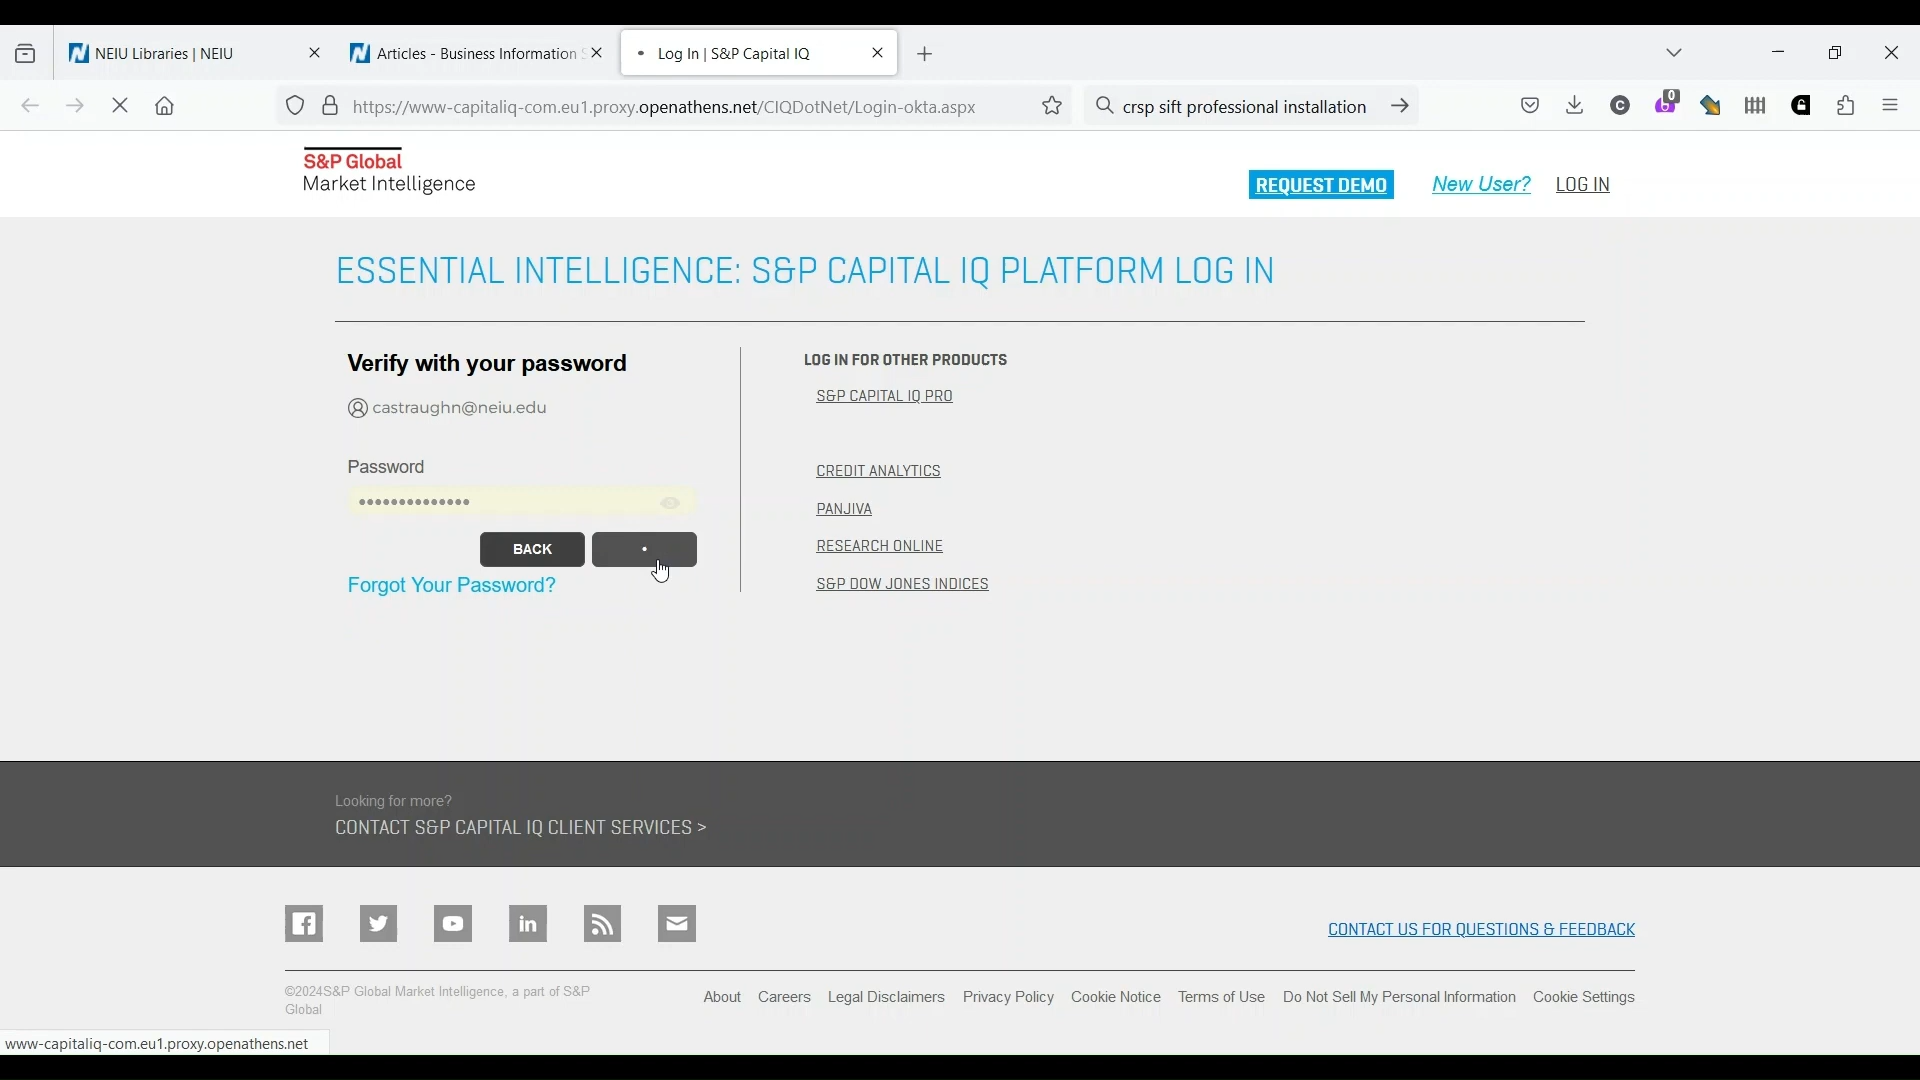 NEIU Libraries | NEIU
Articles - Business Information S
Log In | S&P Capital IQ
https://www-capitaliq-com.eu1.proxy.openathens.net/CIQDotNet/Login-okta.aspx
crsp sift professional installation
C
0
S&P Global
Market Intelligence
REQUEST DEMO
New User?
LOG IN
ESSENTIAL INTELLIGENCE: S&P CAPITAL IQ PLATFORM LOG IN
Verify with your password
castraughn@neiu.edu
Password
••••••••••••••
BACK
Forgot Your Password?
LOG IN FOR OTHER PRODUCTS
S&P CAPITAL IQ PRO
CREDIT ANALYTICS
PANJIVA
RESEARCH ONLINE
S&P DOW JONES INDICES
Looking for more?
CONTACT S&P CAPITAL IQ CLIENT SERVICES >
CONTACT US FOR QUESTIONS & FEEDBACK
©2024S&P Global Market Intelligence, a part of S&P
Global
About Careers Legal Disclaimers Privacy Policy Cookie Notice Terms of Use Do Not Sell My Personal Information Cookie Settings
www-capitaliq-com.eu1.proxy.openathens.net